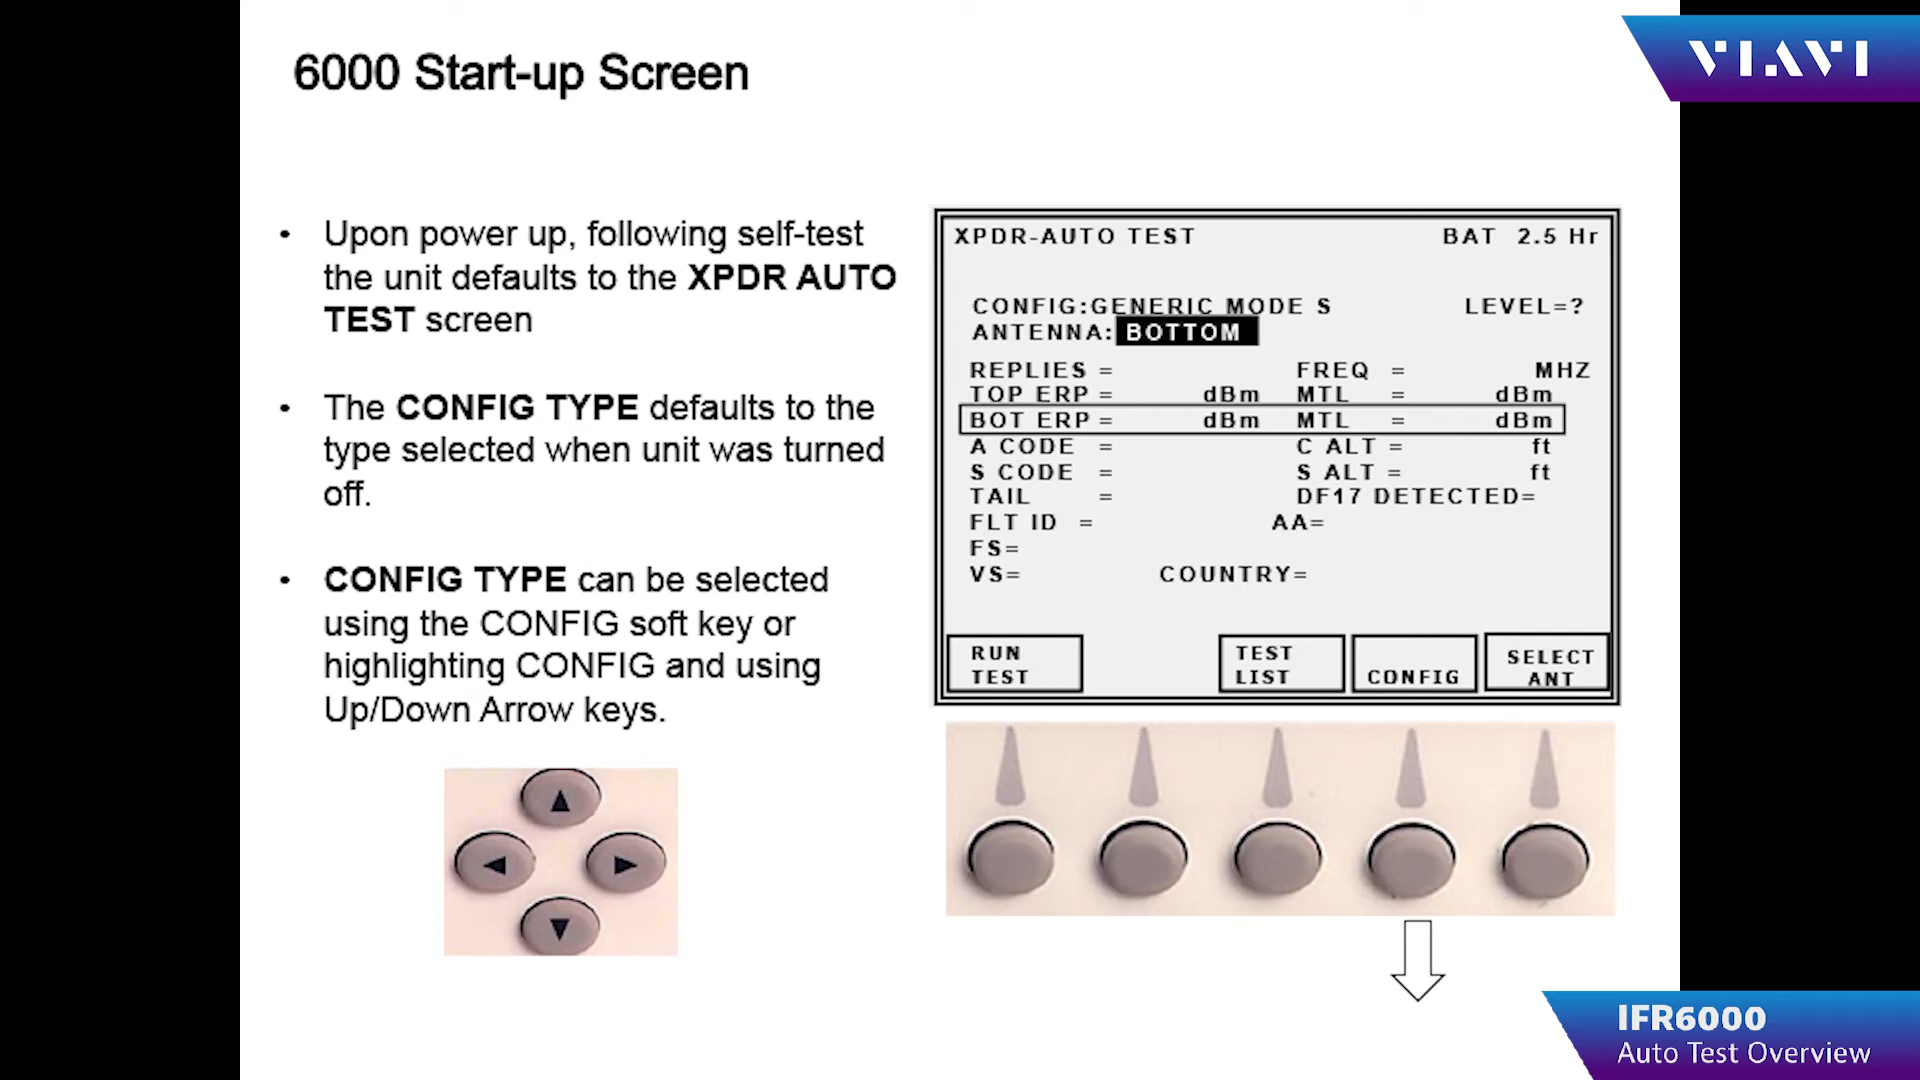 6000 Start-up Screen
VIAVI
• Upon power up, following self-test
the unit defaults to the XPDR AUTO
TEST screen
• The CONFIG TYPE defaults to the
type selected when unit was turned
off.
• CONFIG TYPE can be selected
using the CONFIG soft key or
highlighting CONFIG and using
Up/Down Arrow keys.
XPDR-AUTO TEST BAT 2.5 Hr
CONFIG:GENERIC MODE S LEVEL=?
ANTENNA: BOTTOM
REPLIES = FREQ = MHZ
TOP ERP = dBm MTL = dBm
BOT ERP = dBm MTL = dBm
A CODE = C ALT = ft
S CODE = S ALT = ft
TAIL = DF17 DETECTED=
FLT ID = AA=
FS=
VS= COUNTRY=
RUN
TEST
TEST
LIST
CONFIG
SELECT
ANT
IFR6000
Auto Test Overview